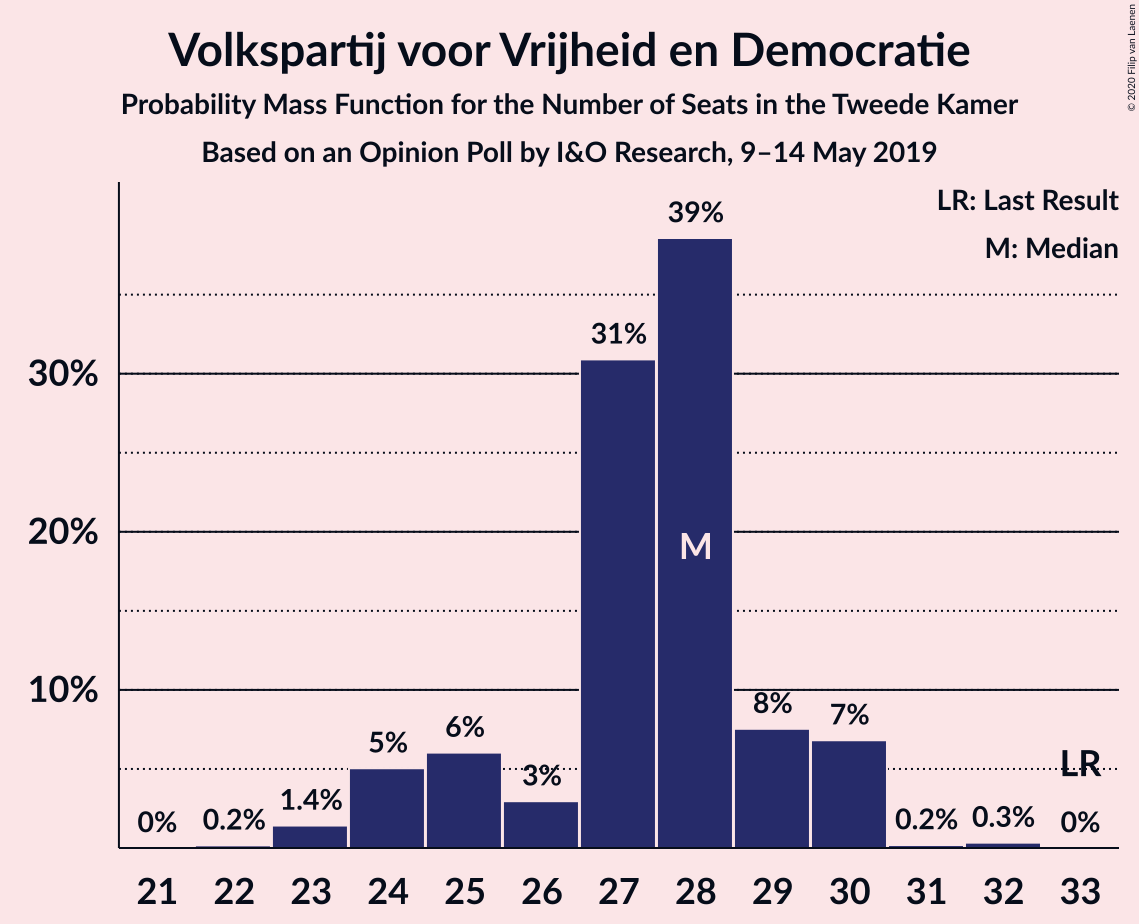 Volkspartij voor Vrijheid en Democratie
Probability Mass Function for the Number of Seats in the Tweede Kamer
Based on an Opinion Poll by I&O Research, 9–14 May 2019
© 2020 Filip van Laenen
LR: Last Result
M: Median
39%
31%
30%
20%
M
10%
8%
7%
6%
5%
3%
LR
1.4%
0%
0.2%
0.2%
0.3%
0%
21 22 23 24 25 26 27 28 29 30 31 32 33